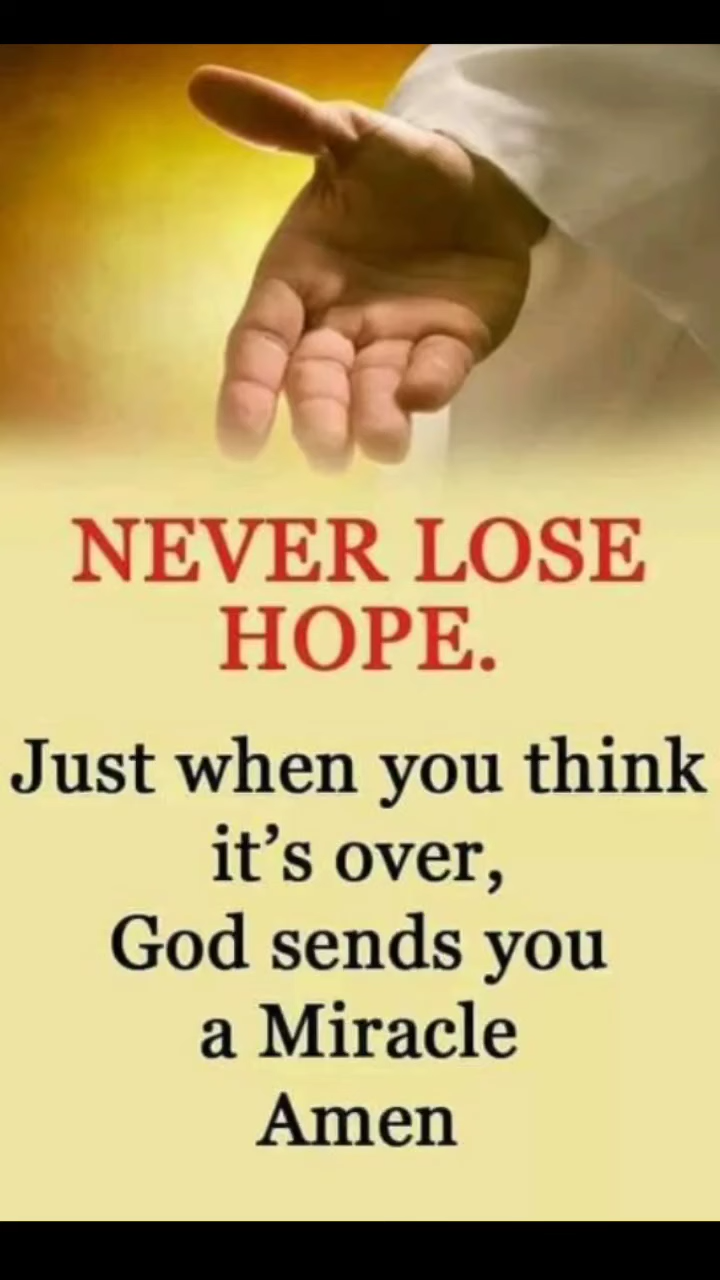 NEVER LOSE
HOPE.
Just when you think
it’s over,
God sends you
a Miracle
Amen